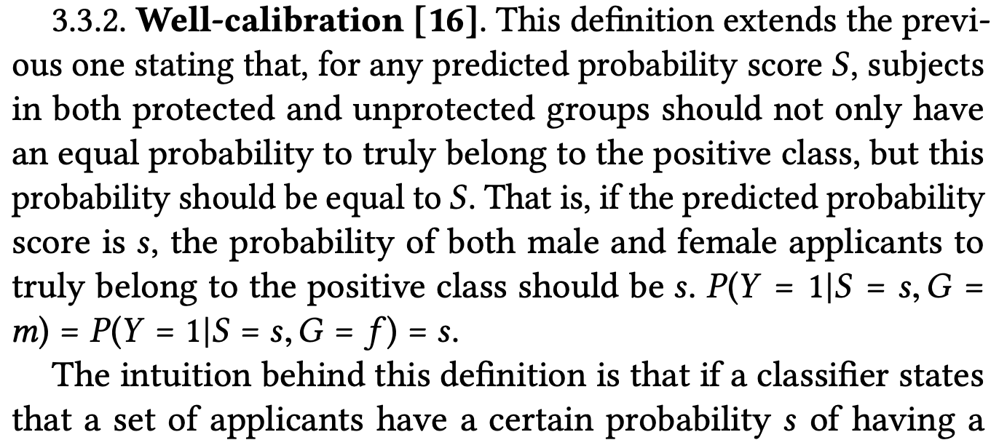 3.3.2. Well-calibration [16]. This definition extends the previ-
ous one stating that, for any predicted probability score S, subjects
in both protected and unprotected groups should not only have
an equal probability to truly belong to the positive class, but this
probability should be equal to S. That is, if the predicted probability
score is s, the probability of both male and female applicants to
truly belong to the positive class should be s. P(Y = 1|S = s, G =
m) = P(Y = 1|S = s, G = f) = s.
The intuition behind this definition is that if a classifier states
that a set of applicants have a certain probability s of having a